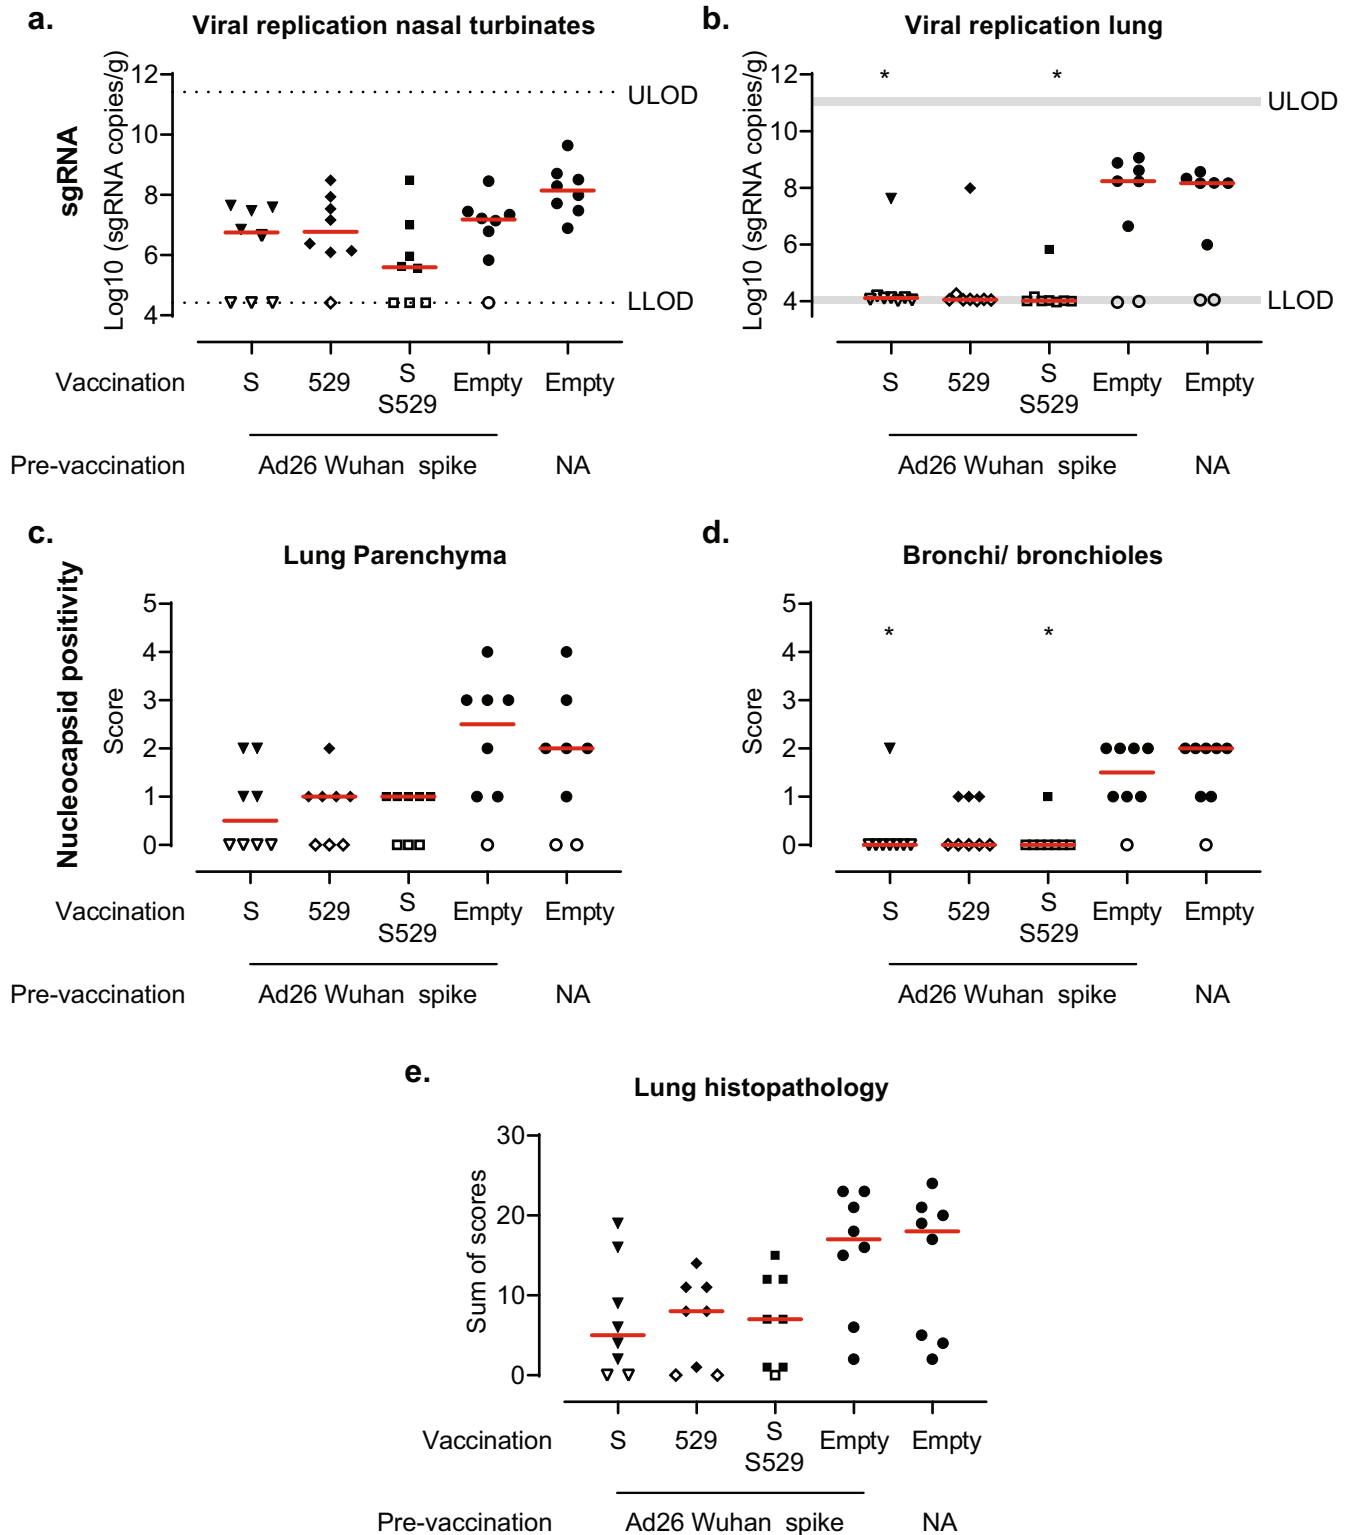 a.
Viral replication nasal turbinates
sgRNA
Log10 (sgRNA copies/g)
12
10
8
6
4
ULOD
LLOD
Vaccination S 529 S S529 Empty Empty
Pre-vaccination Ad26 Wuhan spike NA
b.
Viral replication lung
Log10 (sgRNA copies/g)
12
10
8
6
4
* *
ULOD
LLOD
S 529 S S529 Empty Empty
Ad26 Wuhan spike NA
c.
Lung Parenchyma
Nucleocapsid positivity
Score
5
4
3
2
1
0
Vaccination S 529 S S529 Empty Empty
Pre-vaccination Ad26 Wuhan spike NA
d.
Bronchi/ bronchioles
Score
5
4
3
2
1
0
* *
S 529 S S529 Empty Empty
Ad26 Wuhan spike NA
e.
Lung histopathology
Sum of scores
30
20
10
0
Vaccination S 529 S S529 Empty Empty
Pre-vaccination Ad26 Wuhan spike NA